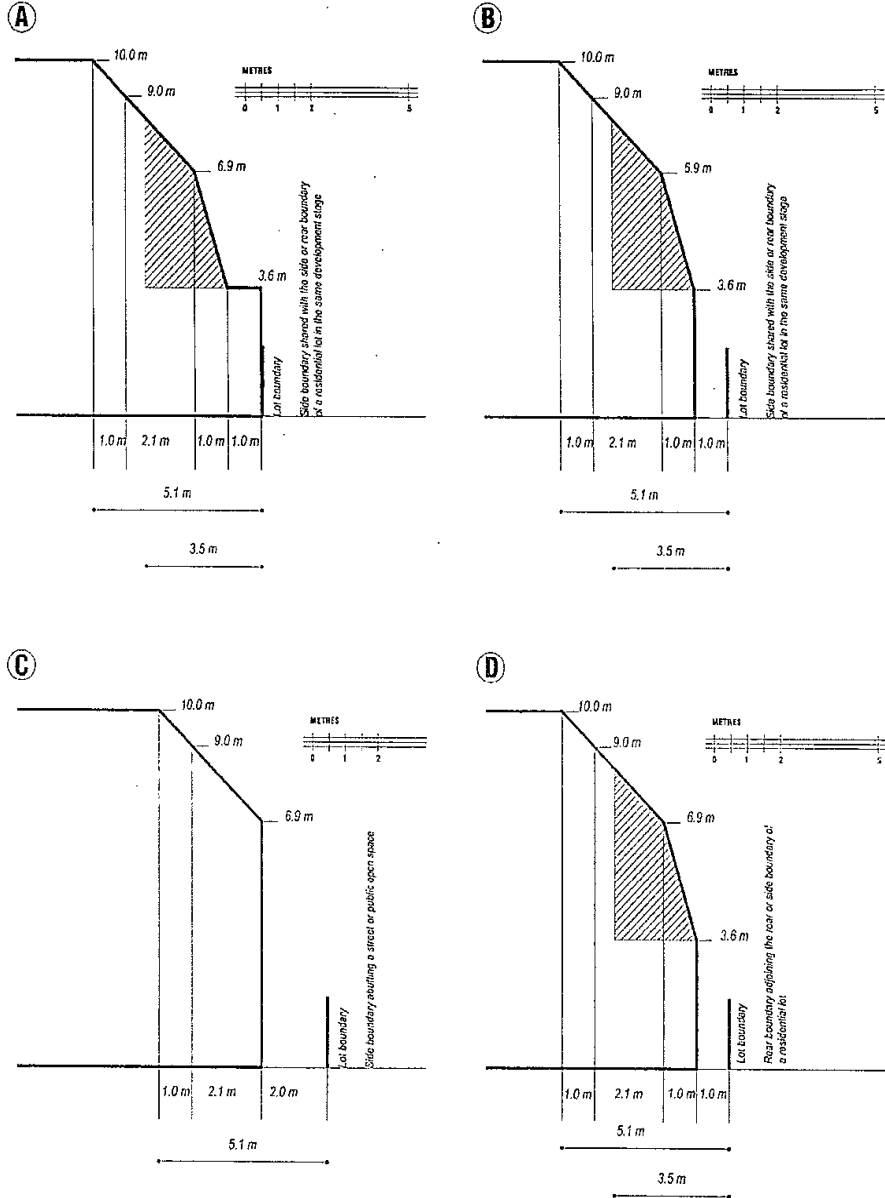 A
10.0 m
9.0 m
6.9 m
3.6 m
METRES
0 1 2 5
Lot boundary
Side boundary shared with the side or rear boundary
of a residential lot in the same development stage
1.0 m 2.1 m 1.0 m 1.0 m
5.1 m
3.5 m
B
10.0 m
9.0 m
5.9 m
3.6 m
METRES
0 1 2 5
Lot boundary
Side boundary shared with the side or rear boundary
of a residential lot in the same development stage
1.0 m 2.1 m 1.0 m 1.0 m
5.1 m
3.5 m
C
10.0 m
9.0 m
6.9 m
METRES
0 1 2
Lot boundary
Side boundary abutting a street or public open space
1.0 m 2.1 m 2.0 m
5.1 m
D
10.0 m
9.0 m
6.9 m
3.6 m
METRES
0 1 2 5
Lot boundary
Rear boundary adjoining the rear or side boundary of
a residential lot
1.0 m 2.1 m 1.0 m 1.0 m
5.1 m
3.5 m